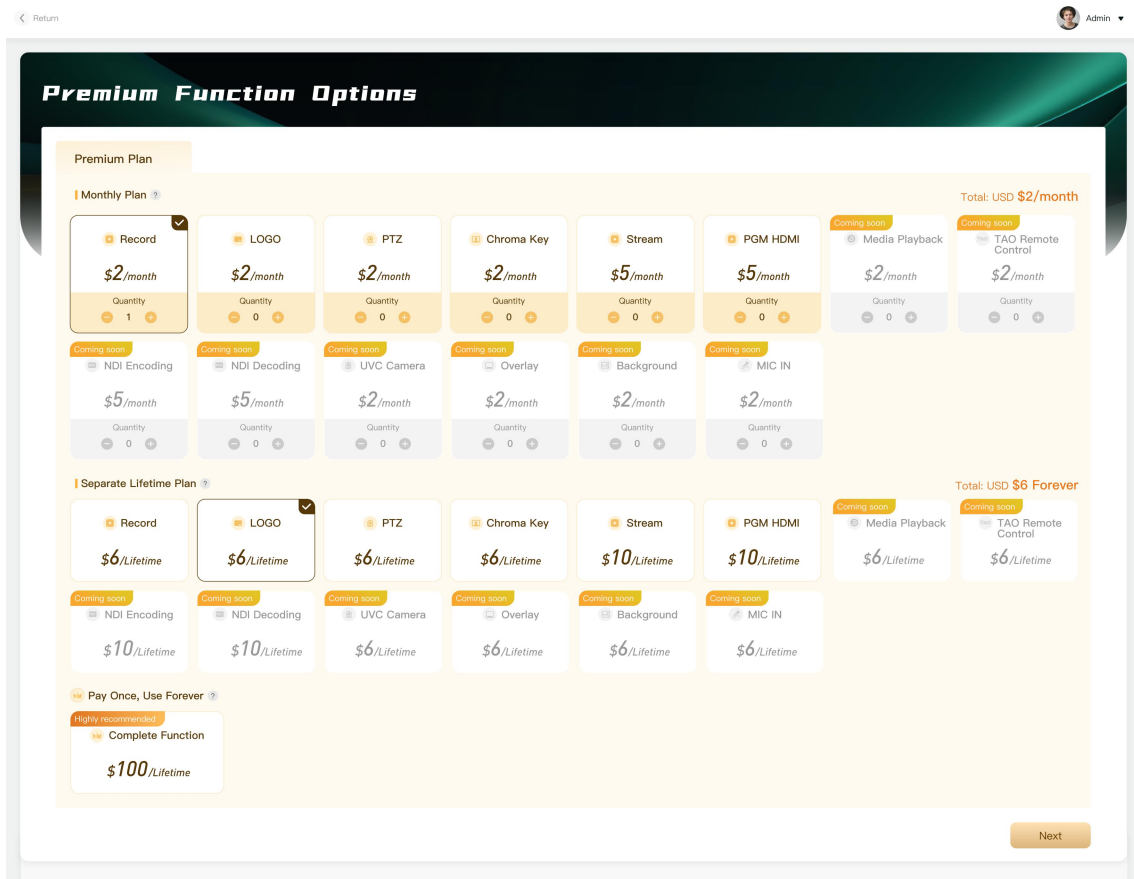 Return
Admin
Premium Function Options
Premium Plan
Monthly Plan ?
Total: USD $2/month
Record
$2/month
Quantity
1
LOGO
$2/month
Quantity
0
PTZ
$2/month
Quantity
0
Chroma Key
$2/month
Quantity
0
Stream
$5/month
Quantity
0
PGM HDMI
$5/month
Quantity
0
Coming soon
Media Playback
$2/month
Quantity
0
Coming soon
TAO Remote
Control
$2/month
Quantity
0
Coming soon
NDI Encoding
$5/month
Quantity
0
Coming soon
NDI Decoding
$5/month
Quantity
0
Coming soon
UVC Camera
$2/month
Quantity
0
Coming soon
Overlay
$2/month
Quantity
0
Coming soon
Background
$2/month
Quantity
0
Coming soon
MIC IN
$2/month
Quantity
0
Separate Lifetime Plan ?
Total: USD $6 Forever
Record
$6/Lifetime
LOGO
$6/Lifetime
PTZ
$6/Lifetime
Chroma Key
$6/Lifetime
Stream
$10/Lifetime
PGM HDMI
$10/Lifetime
Coming soon
Media Playback
$6/Lifetime
Coming soon
TAO Remote
Control
$6/Lifetime
Coming soon
NDI Encoding
$10/Lifetime
Coming soon
NDI Decoding
$10/Lifetime
Coming soon
UVC Camera
$6/Lifetime
Coming soon
Overlay
$6/Lifetime
Coming soon
Background
$6/Lifetime
Coming soon
MIC IN
$6/Lifetime
Pay Once, Use Forever ?
Highly recommended
Complete Function
$100/Lifetime
Next